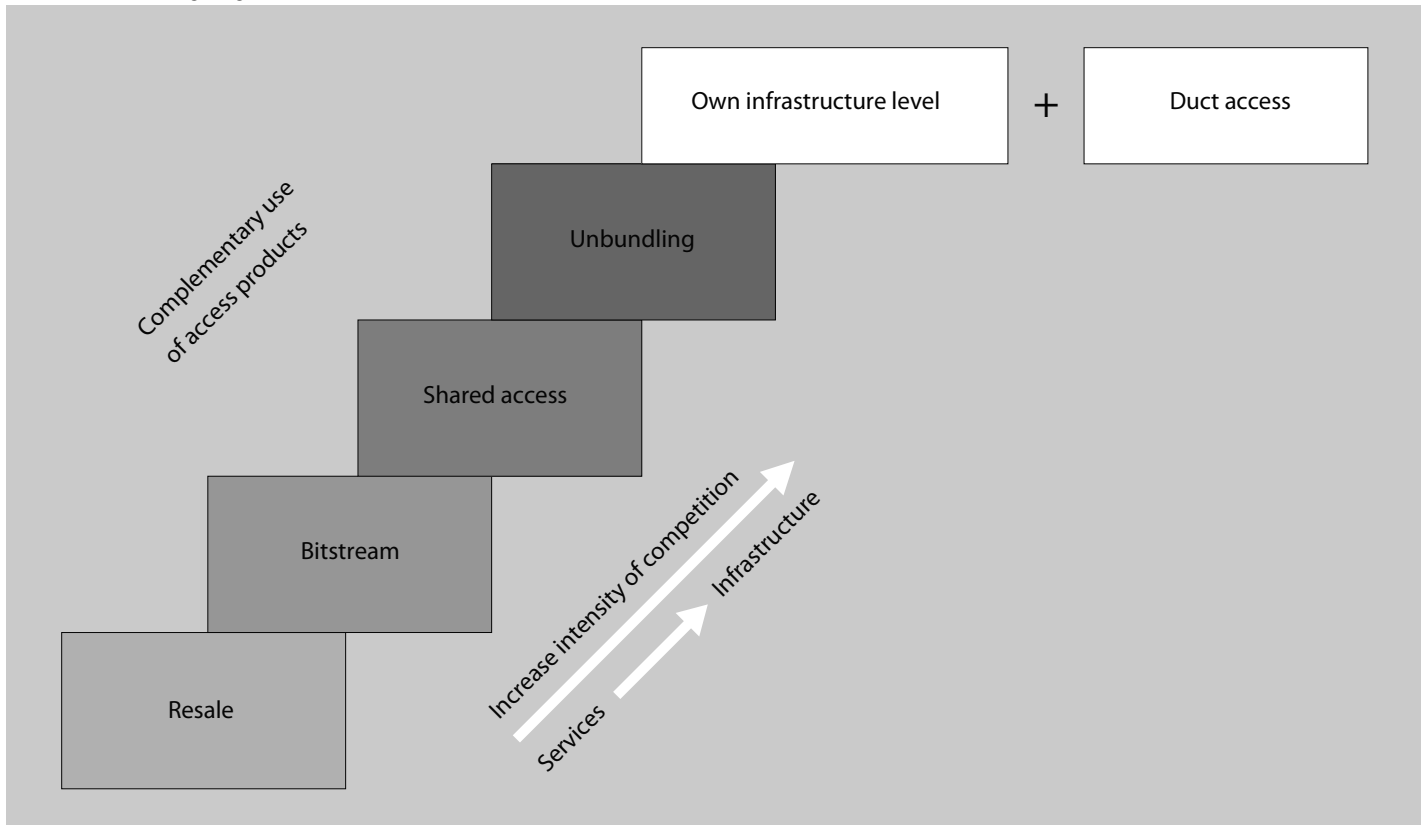 Own infrastructure level
+
Duct access
Complementary use
of access products
Unbundling
Shared access
Bitstream
Resale
Increase intensity of competition
Services
Infrastructure